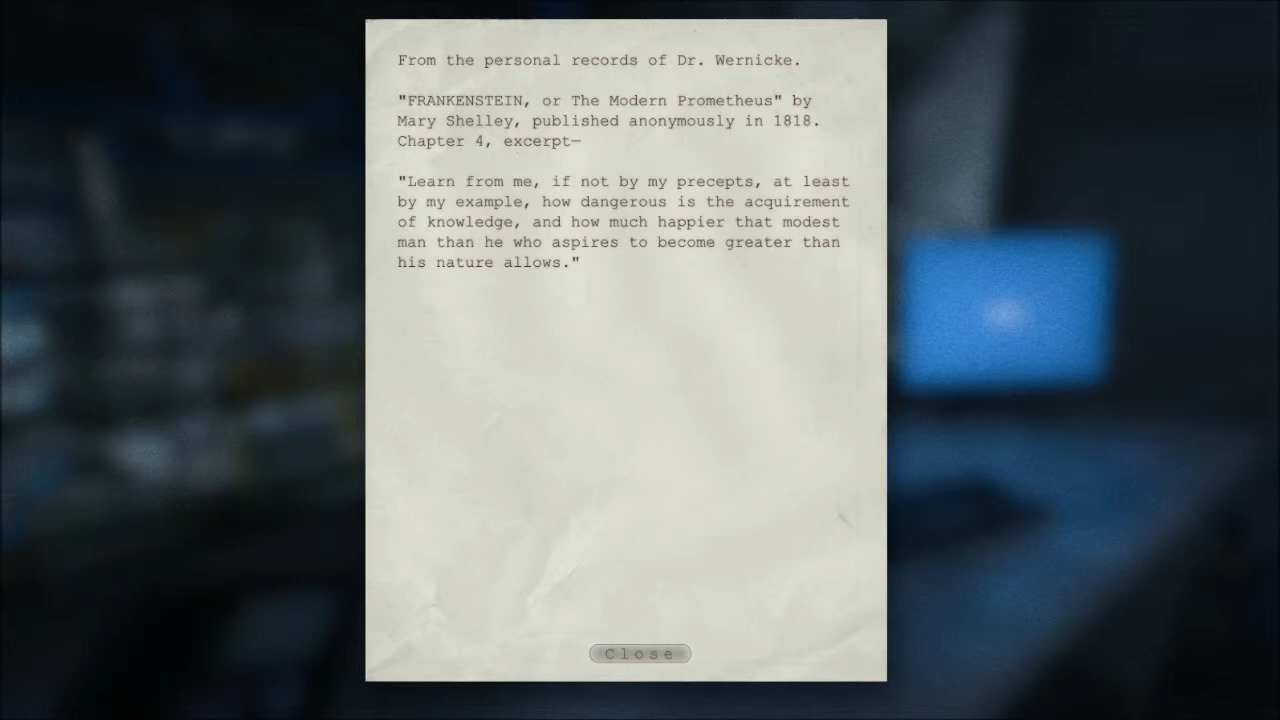 From the personal records of Dr. Wernicke.
"FRANKENSTEIN, or The Modern Prometheus" by
Mary Shelley, published anonymously in 1818.
Chapter 4, excerpt—
"Learn from me, if not by my precepts, at least
by my example, how dangerous is the acquirement
of knowledge, and how much happier that modest
man than he who aspires to become greater than
his nature allows."
Close